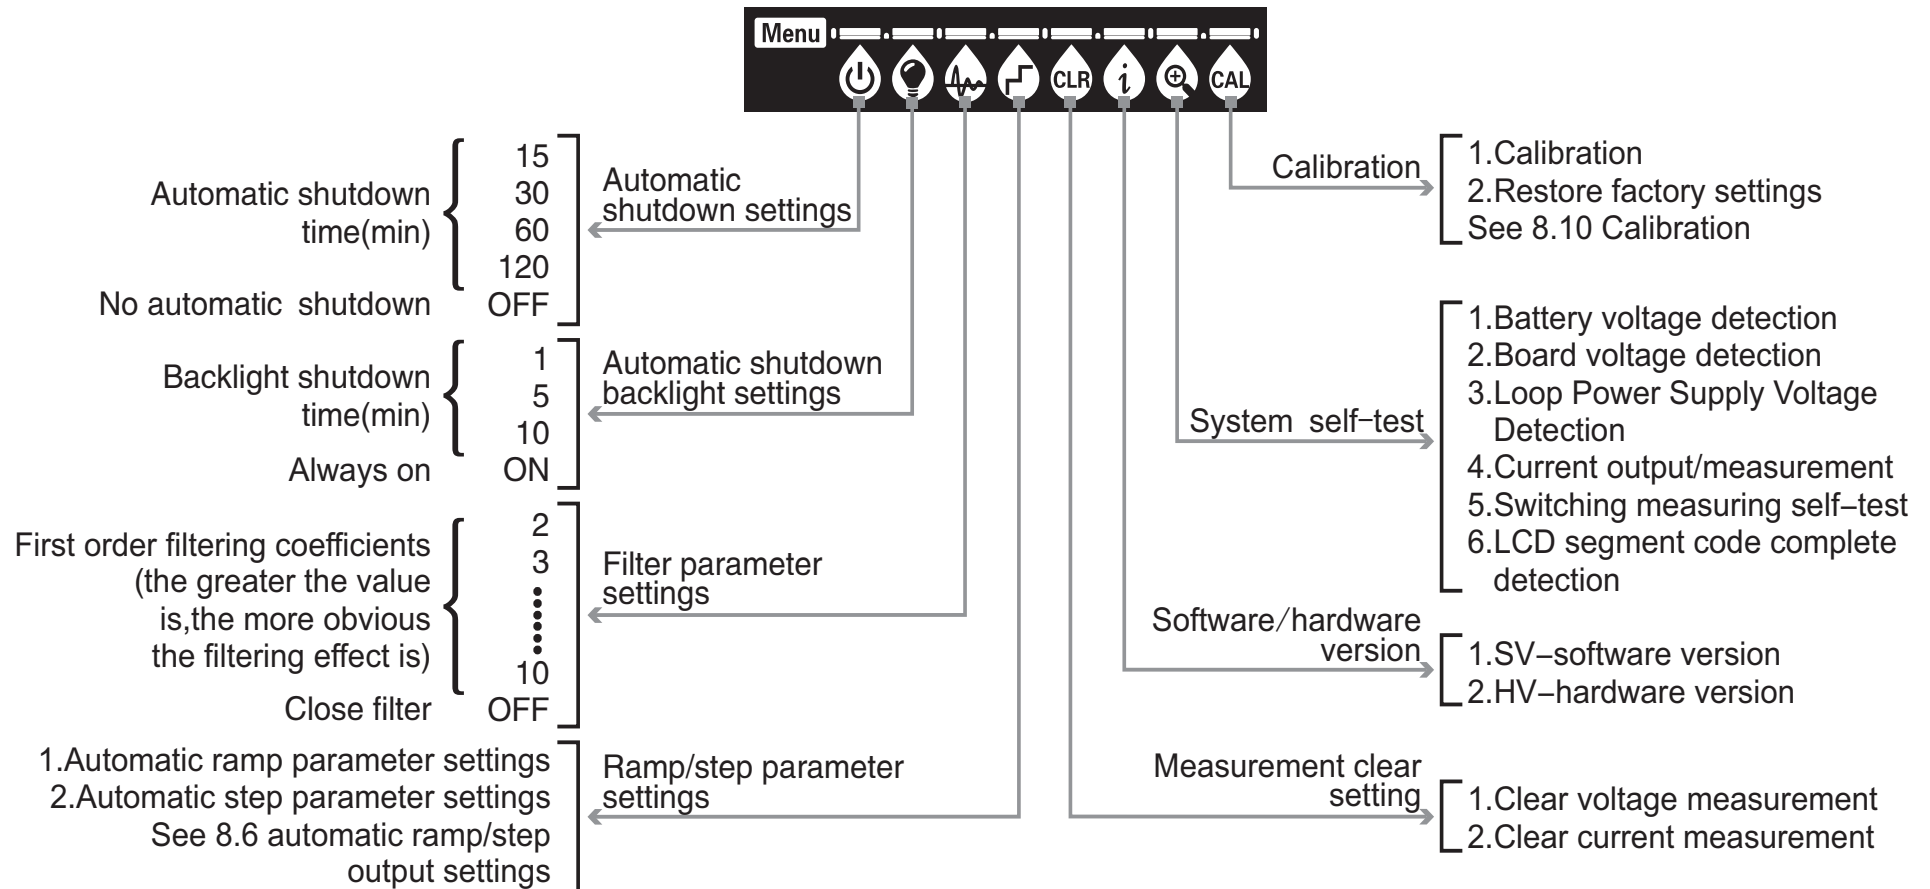 Menu
CLR
i
CAL
Automatic shutdown
time(min)
15
30
60
120
No automatic shutdown
OFF
Automatic
shutdown settings
Backlight shutdown
time(min)
1
5
10
Always on
ON
Automatic shutdown
backlight settings
First order filtering coefficients
(the greater the value
is,the more obvious
the filtering effect is)
2
3
10
Close filter
OFF
Filter parameter
settings
1.Automatic ramp parameter settings
2.Automatic step parameter settings
See 8.6 automatic ramp/step
output settings
Ramp/step parameter
settings
Calibration
1.Calibration
2.Restore factory settings
See 8.10 Calibration
System self-test
1.Battery voltage detection
2.Board voltage detection
3.Loop Power Supply Voltage
Detection
4.Current output/measurement
5.Switching measuring self-test
6.LCD segment code complete
detection
Software/hardware
version
1.SV-software version
2.HV-hardware version
Measurement clear
setting
1.Clear voltage measurement
2.Clear current measurement